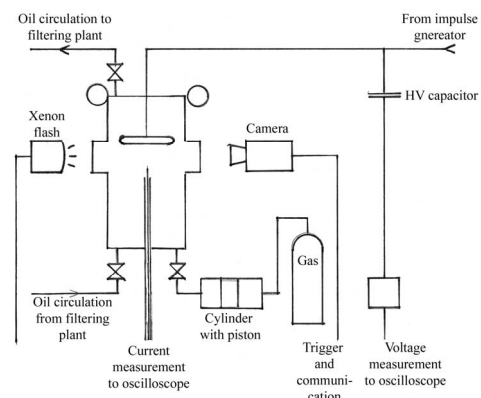 Oil circulation to
filtering plant
From impulse
gnereator
HV capacitor
Xenon
flash
Camera
Gas
Oil circulation
from filtering
plant
Cylinder
with piston
Current
measurement
to oscilloscope
Trigger
and
communi-
cation
Voltage
measurement
to oscilloscope